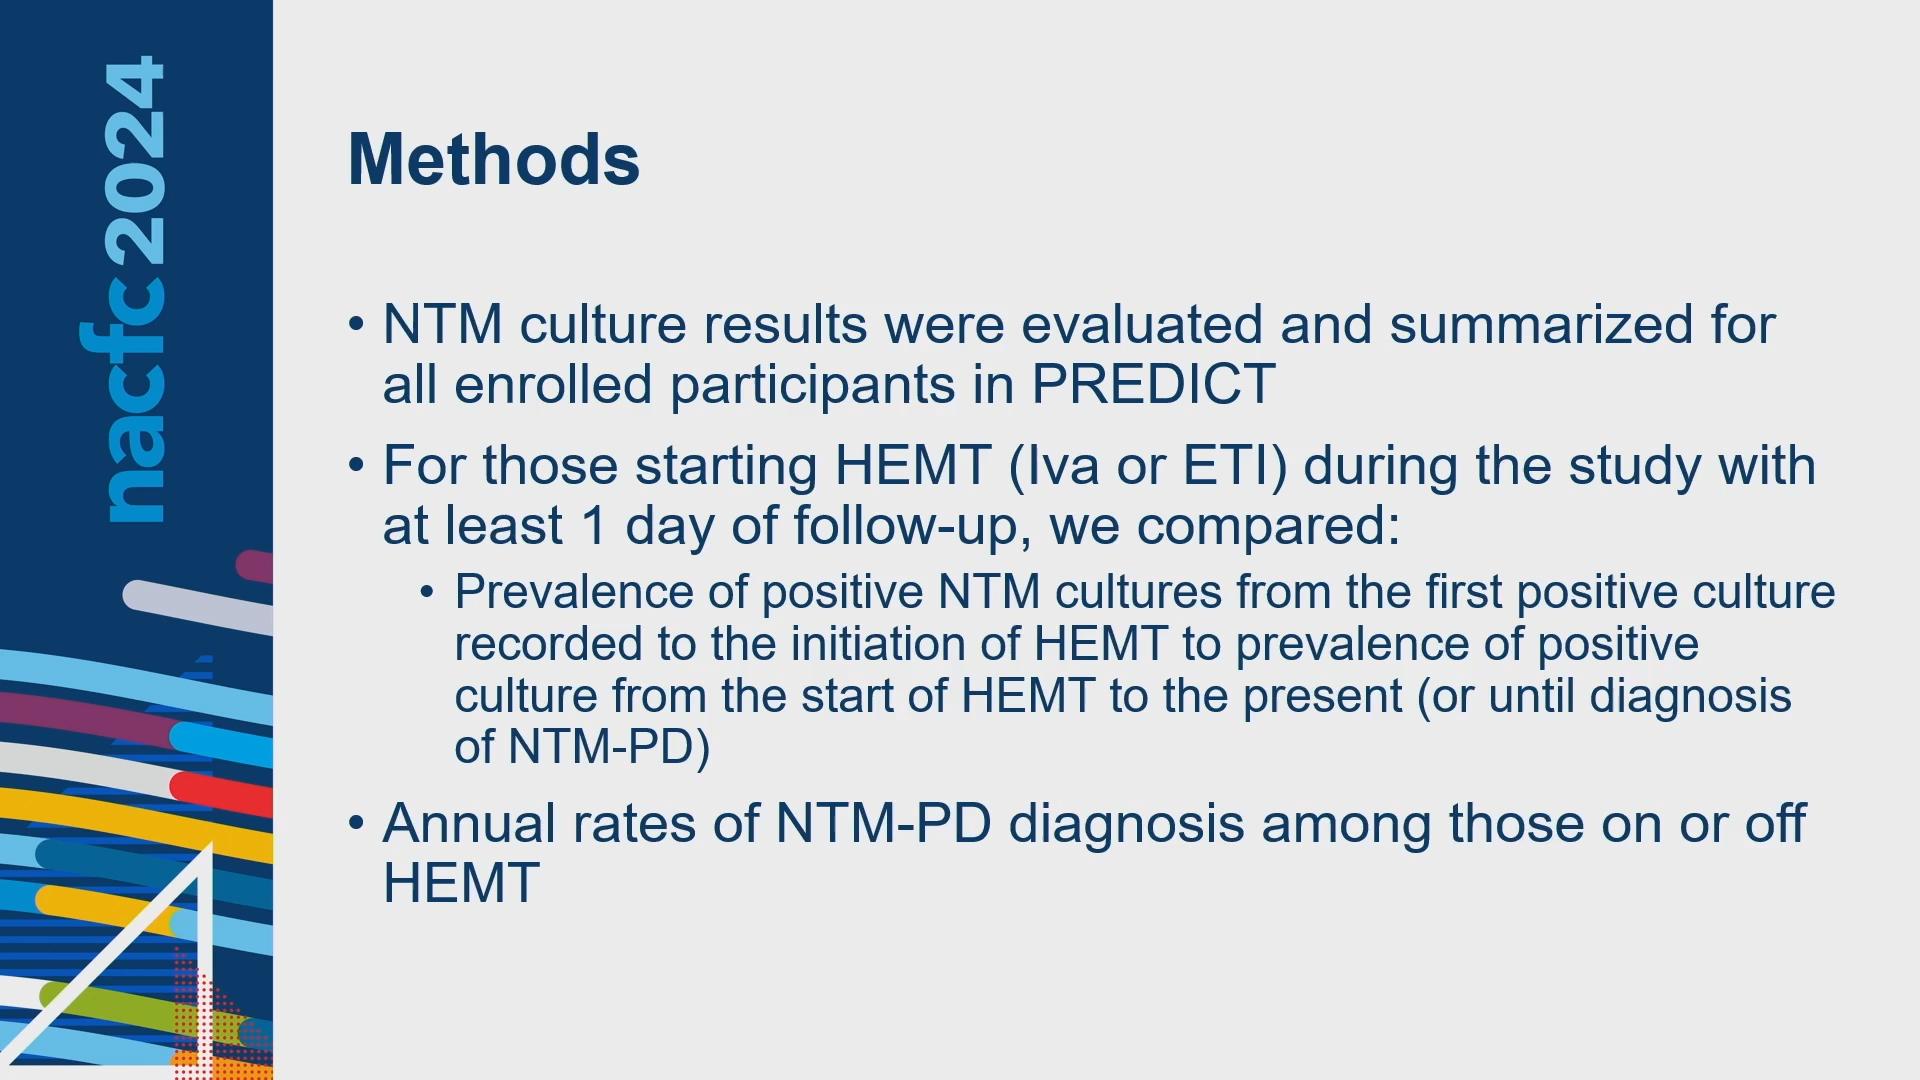 nacfc2024
Methods
• NTM culture results were evaluated and summarized for
all enrolled participants in PREDICT
• For those starting HEMT (Iva or ETI) during the study with
at least 1 day of follow-up, we compared:
• Prevalence of positive NTM cultures from the first positive culture
recorded to the initiation of HEMT to prevalence of positive
culture from the start of HEMT to the present (or until diagnosis
of NTM-PD)
• Annual rates of NTM-PD diagnosis among those on or off
HEMT